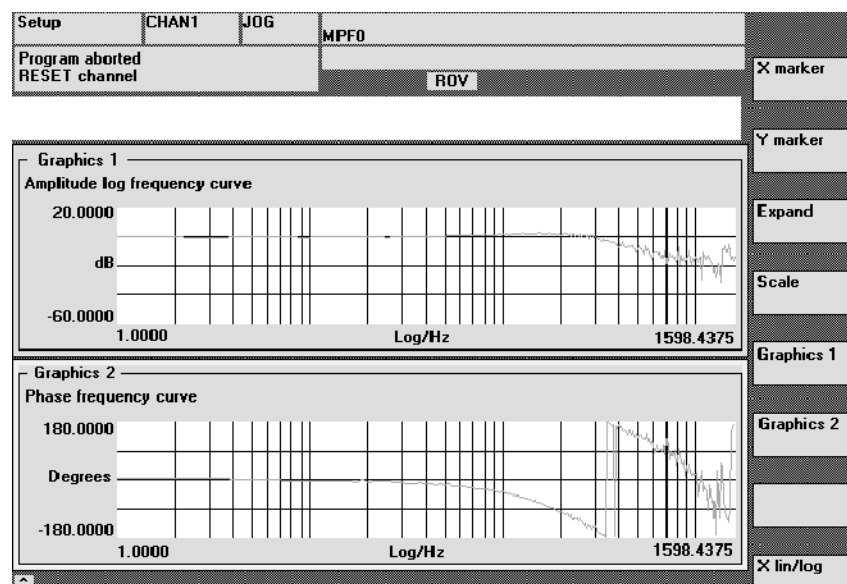 Setup
CHAN1
JOG
MPF0
Program aborted
RESET channel
ROV
X marker
Y marker
Expand
Scale
Graphics 1
Graphics 2
X lin/log
Graphics 1
Amplitude log frequency curve
20.0000
dB
-60.0000
1.0000
Log/Hz
1598.4375
Graphics 2
Phase frequency curve
180.0000
Degrees
-180.0000
1.0000
Log/Hz
1598.4375
^